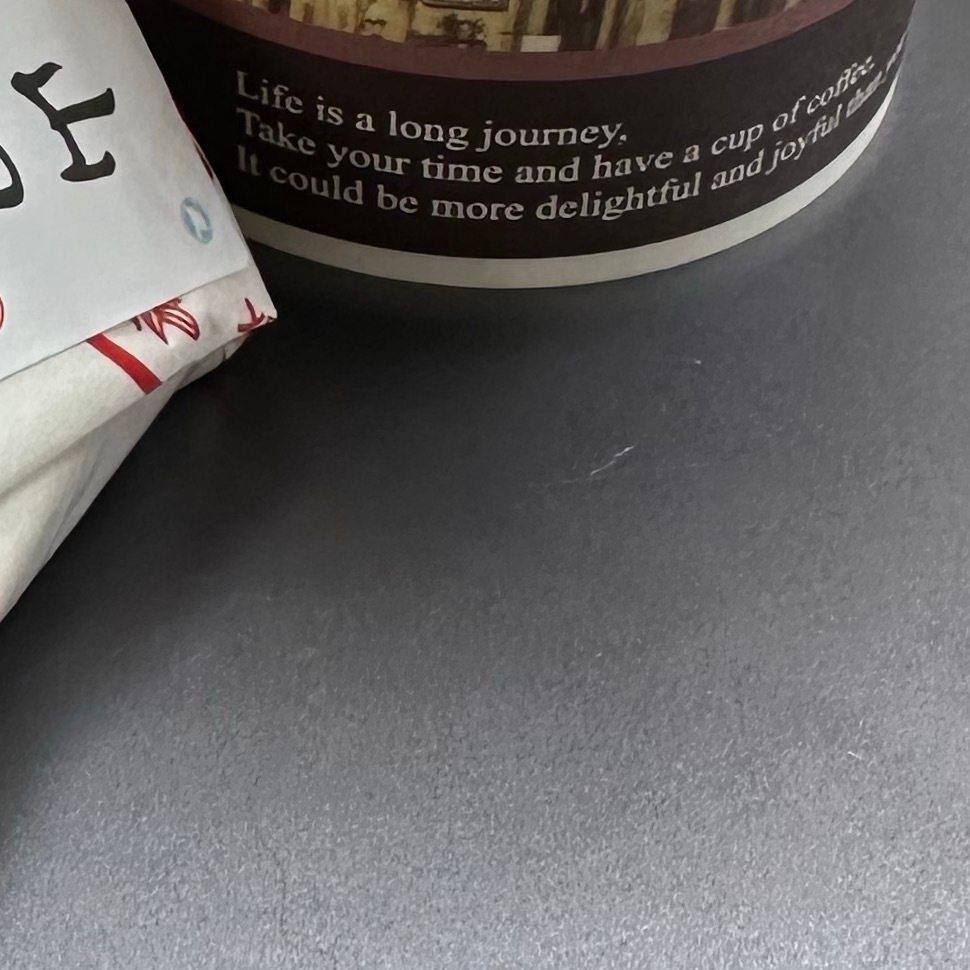 Life is a long journey,
Take your time and have a cup of coffee.
It could be more delightful and joyful than